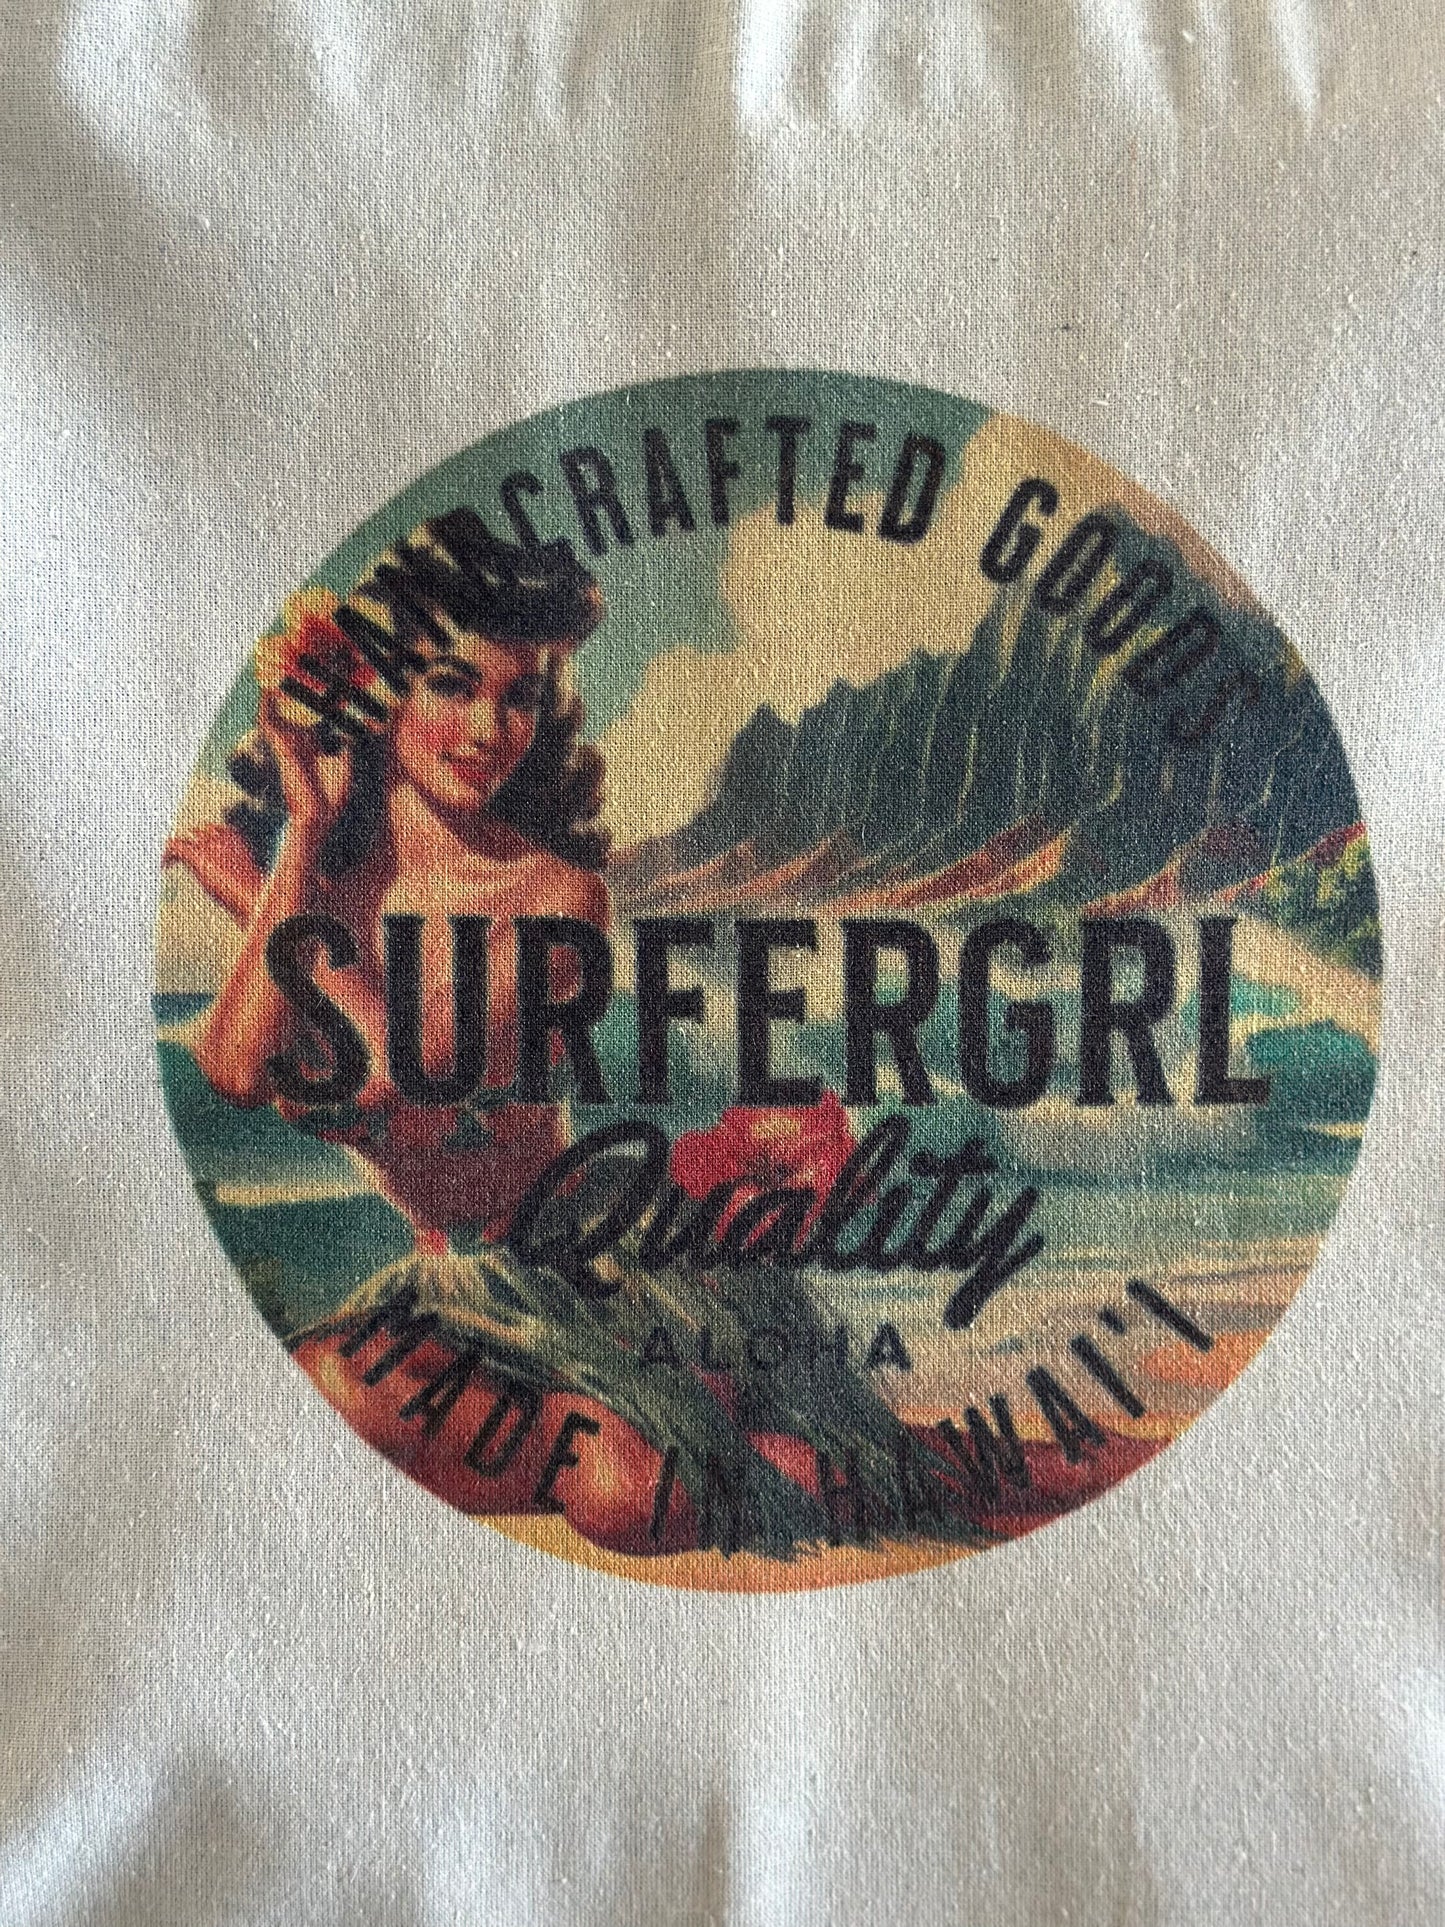 HANDCRAFTED GOODS
SURFERGRL
Quality
ALOHA
MADE IN HAWAI'I